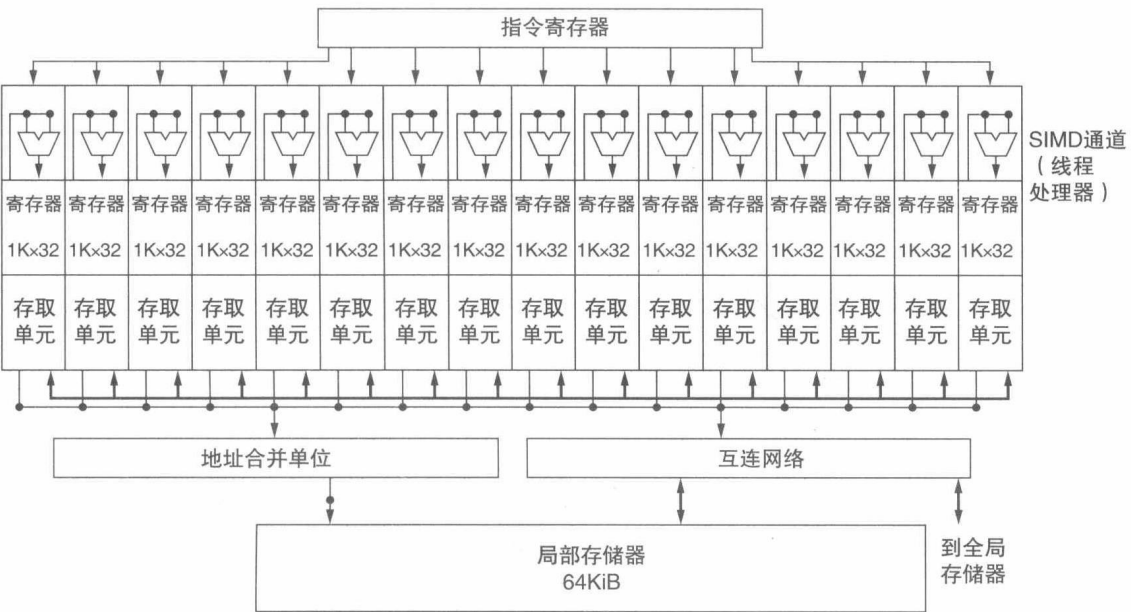 指令寄存器
SIMD通道
（线程
处理器）
寄存器 寄存器 寄存器 寄存器 寄存器 寄存器 寄存器 寄存器 寄存器 寄存器 寄存器 寄存器 寄存器 寄存器 寄存器 寄存器
1K×32 1K×32 1K×32 1K×32 1K×32 1K×32 1K×32 1K×32 1K×32 1K×32 1K×32 1K×32 1K×32 1K×32 1K×32 1K×32
存取 存取 存取 存取 存取 存取 存取 存取 存取 存取 存取 存取 存取 存取 存取 存取
单元 单元 单元 单元 单元 单元 单元 单元 单元 单元 单元 单元 单元 单元 单元 单元
地址合并单位
互连网络
局部存储器
64KiB
到全局
存储器